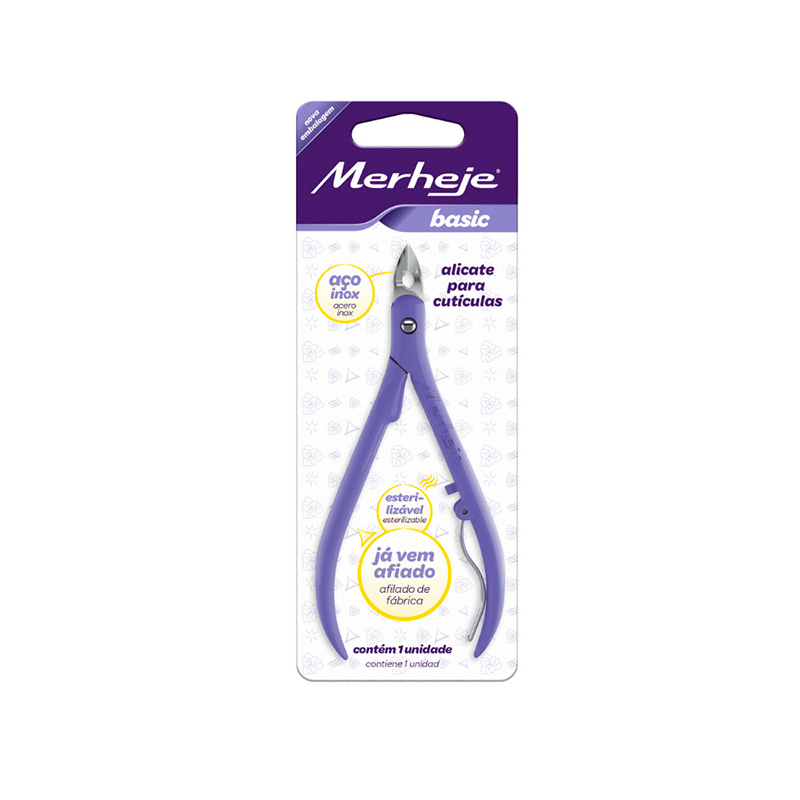 nova
embalagem
Merheje®
basic
aço
inox
acero
inox
alicate
para
cutículas
Merheje
esteri-
lizável
esterilizable
já vem
afiado
afilado de
fábrica
contém 1 unidade
contiene 1 unidad